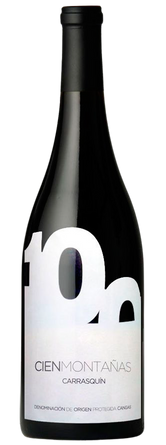 100
CIENMONTAÑAS
CARRASQUÍN
DENOMINACIÓN DE ORIGEN PROTEGIDA CANGAS